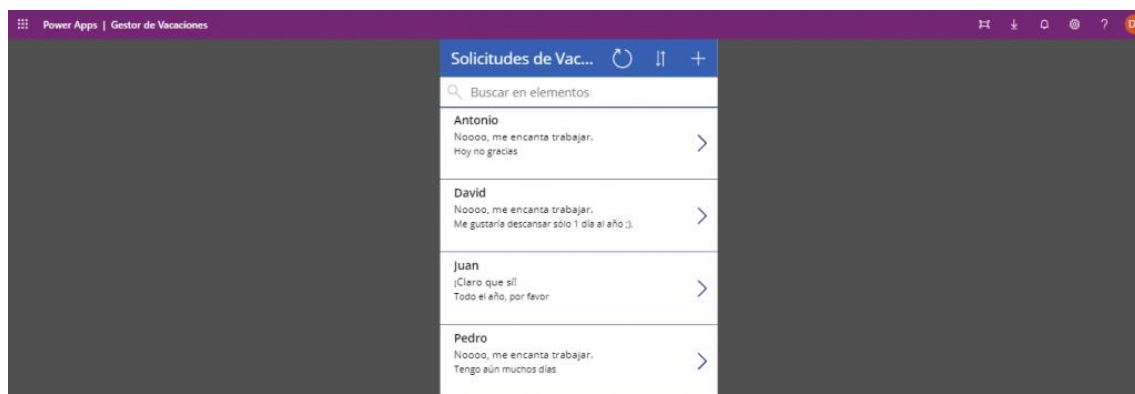 Power Apps | Gestor de Vacaciones
? D
Solicitudes de Vac...
Buscar en elementos
Antonio
Noooo, me encanta trabajar.
Hoy no gracias
David
Noooo, me encanta trabajar.
Me gustaría descansar sólo 1 día al año ;).
Juan
¡Claro que sí!
Todo el año, por favor
Pedro
Noooo, me encanta trabajar.
Tengo aún muchos días